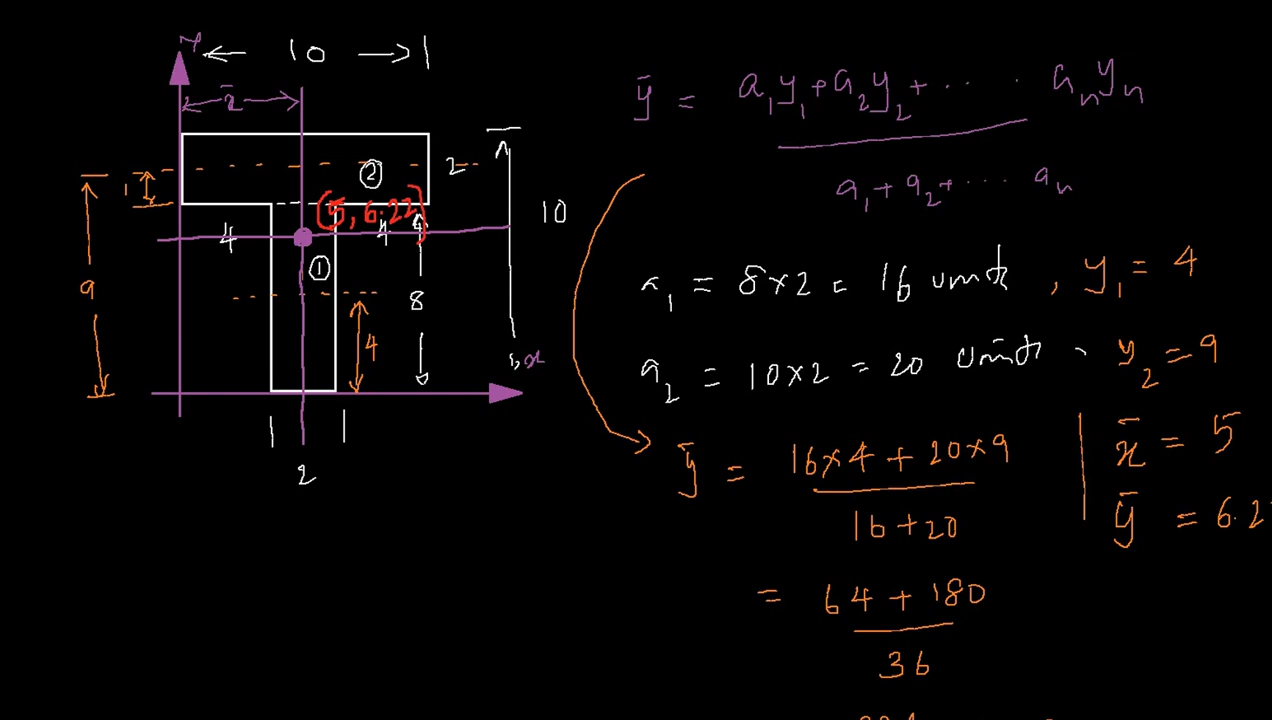 y
← 10 →|
x̄
ȳ = a₁y₁ + a₂y₂ + ..... aₙyₙ
a₁ + a₂ + .... aₙ
②
2
1
(5, 6.22)
10
4
4
①
9
4
8
x
2
a₁ = 8×2 = 16 units, y₁ = 4
a₂ = 10×2 = 20 units, y₂ = 9
ȳ = 16×4 + 20×9
16+20
x̄ = 5
ȳ = 6.2
= 64 + 180
36